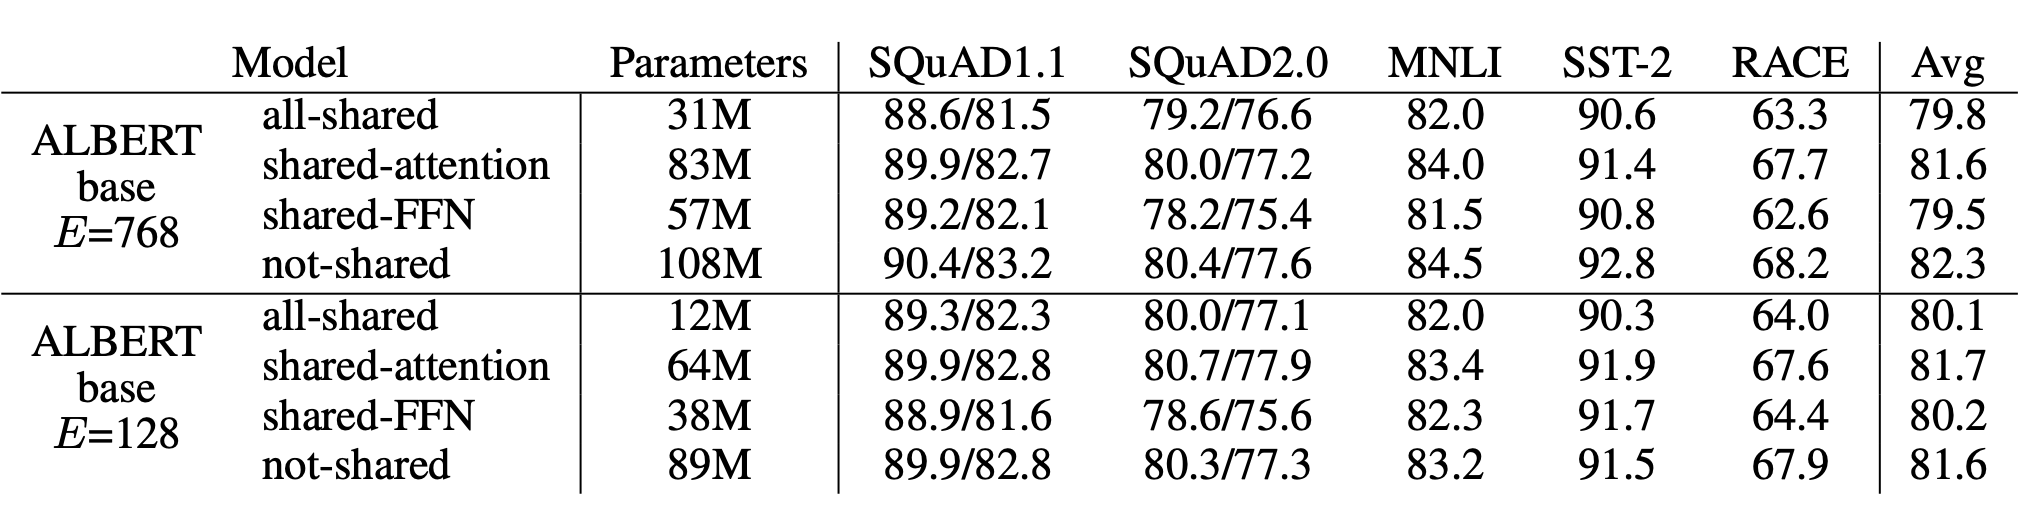 Model Parameters SQuAD1.1 SQuAD2.0 MNLI SST-2 RACE Avg
ALBERT base E=768
all-shared 31M 88.6/81.5 79.2/76.6 82.0 90.6 63.3 79.8
shared-attention 83M 89.9/82.7 80.0/77.2 84.0 91.4 67.7 81.6
shared-FFN 57M 89.2/82.1 78.2/75.4 81.5 90.8 62.6 79.5
not-shared 108M 90.4/83.2 80.4/77.6 84.5 92.8 68.2 82.3
ALBERT base E=128
all-shared 12M 89.3/82.3 80.0/77.1 82.0 90.3 64.0 80.1
shared-attention 64M 89.9/82.8 80.7/77.9 83.4 91.9 67.6 81.7
shared-FFN 38M 88.9/81.6 78.6/75.6 82.3 91.7 64.4 80.2
not-shared 89M 89.9/82.8 80.3/77.3 83.2 91.5 67.9 81.6